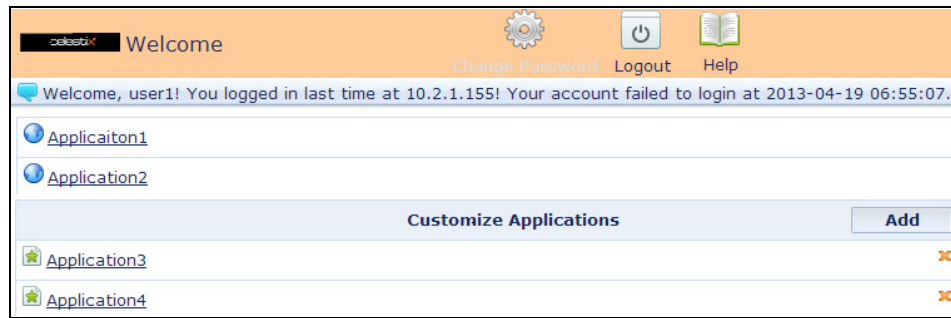 celestix Welcome
Change Password Logout Help
Welcome, user1! You logged in last time at 10.2.1.155! Your account failed to login at 2013-04-19 06:55:07.
Applicaiton1
Application2
Customize Applications Add
Application3
Application4